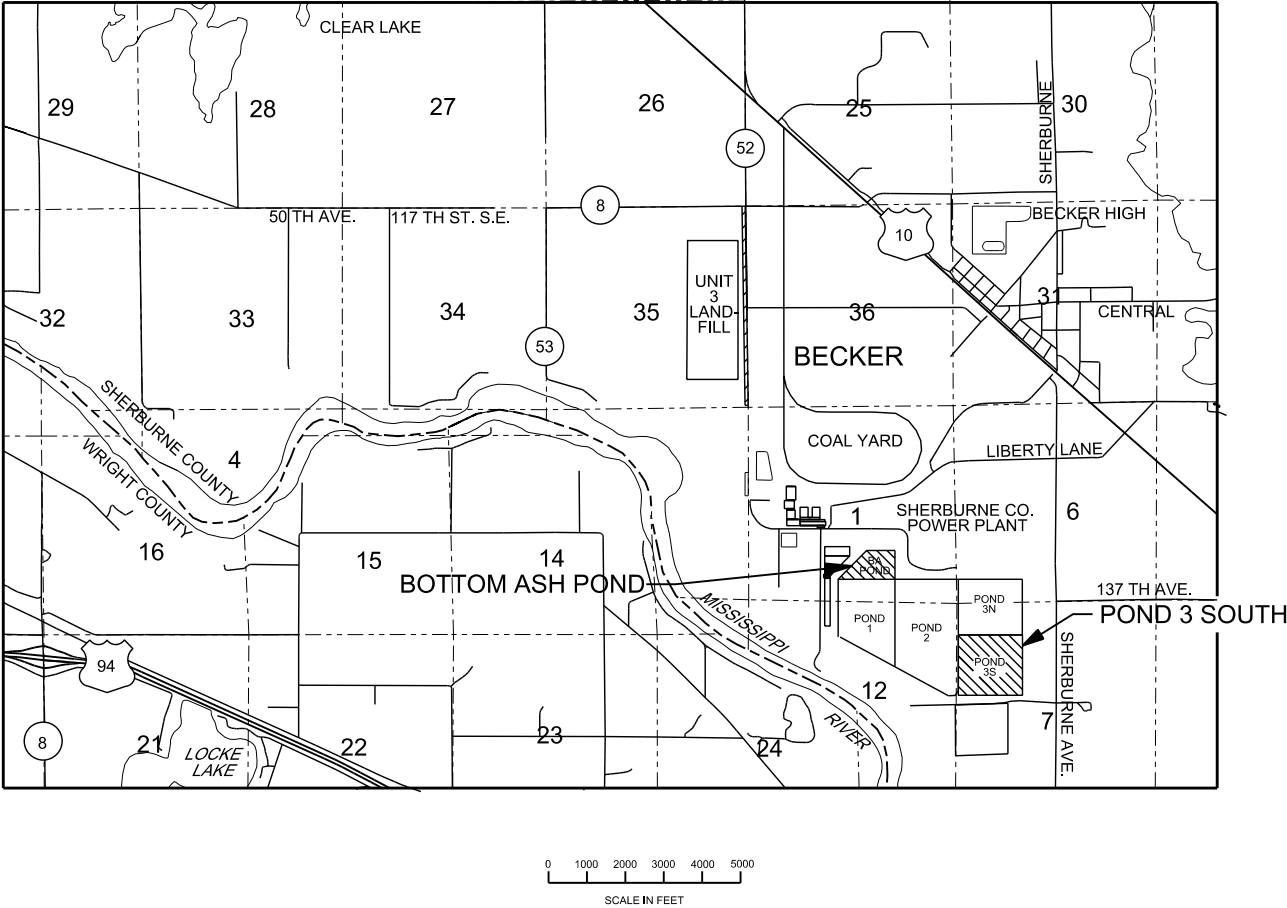 CLEAR LAKE
29
28
27
26
25
30
SHERBURNE
52
8
50 TH AVE.
117 TH ST. S.E.
BECKER HIGH
10
UNIT
3
LAND-
FILL
32
33
34
35
36
31
CENTRAL
53
BECKER
SHERBURNE COUNTY
WRIGHT COUNTY
4
COAL YARD
LIBERTY LANE
16
15
14
1
SHERBURNE CO.
POWER PLANT
6
BOTTOM ASH POND
BA
POND
137 TH AVE.
POND
3N
POND 3 SOUTH
POND
1
POND
2
POND
3S
MISSISSIPPI
RIVER
SHERBURNE AVE.
94
12
7
8
21
LOCKE
LAKE
22
23
24
0 1000 2000 3000 4000 5000
SCALE IN FEET